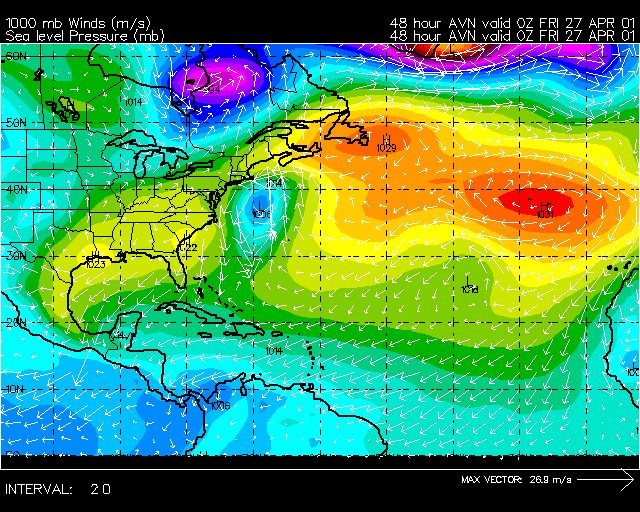 1000 mb Winds (m/s)
48 hour AVN valid 0Z FRI 27 APR 01
Sea level Pressure (mb)
48 hour AVN valid 0Z FRI 27 APR 01
60N
994
1014
50N
H
1029
40N
1014
1006
H
1031
1022
30N
1023
20N
1014
10N
1006
MAX VECTOR: 26.9 m/s
INTERVAL: 2.0